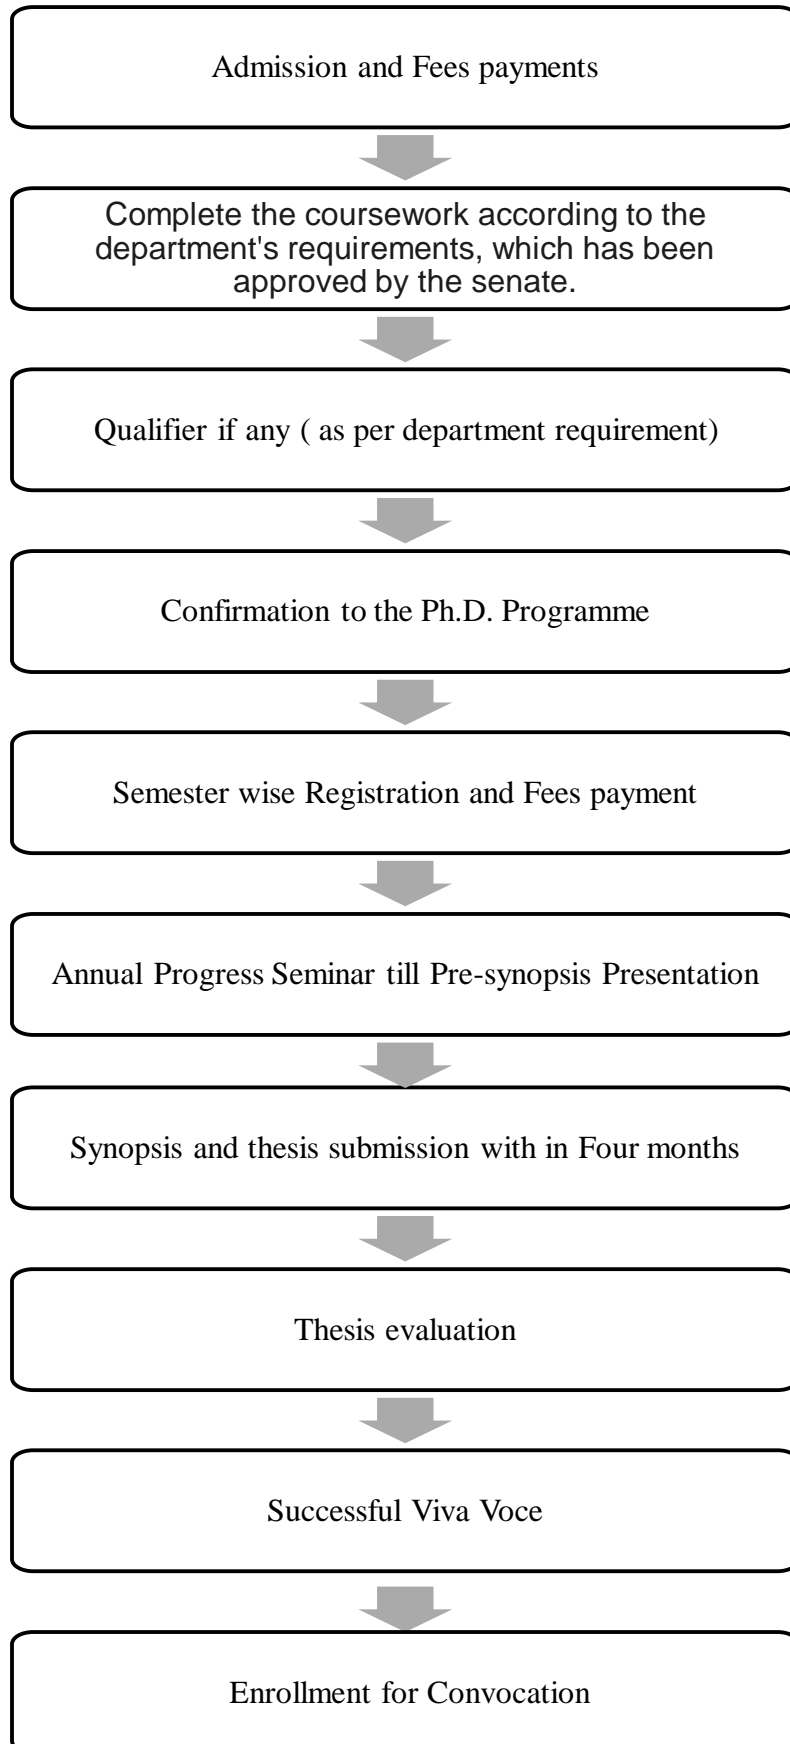 Admission and Fees payments
Complete the coursework according to the
department's requirements, which has been
approved by the senate.
Qualifier if any ( as per department requirement)
Confirmation to the Ph.D. Programme
Semester wise Registration and Fees payment
Annual Progress Seminar till Pre-synopsis Presentation
Synopsis and thesis submission with in Four months
Thesis evaluation
Successful Viva Voce
Enrollment for Convocation